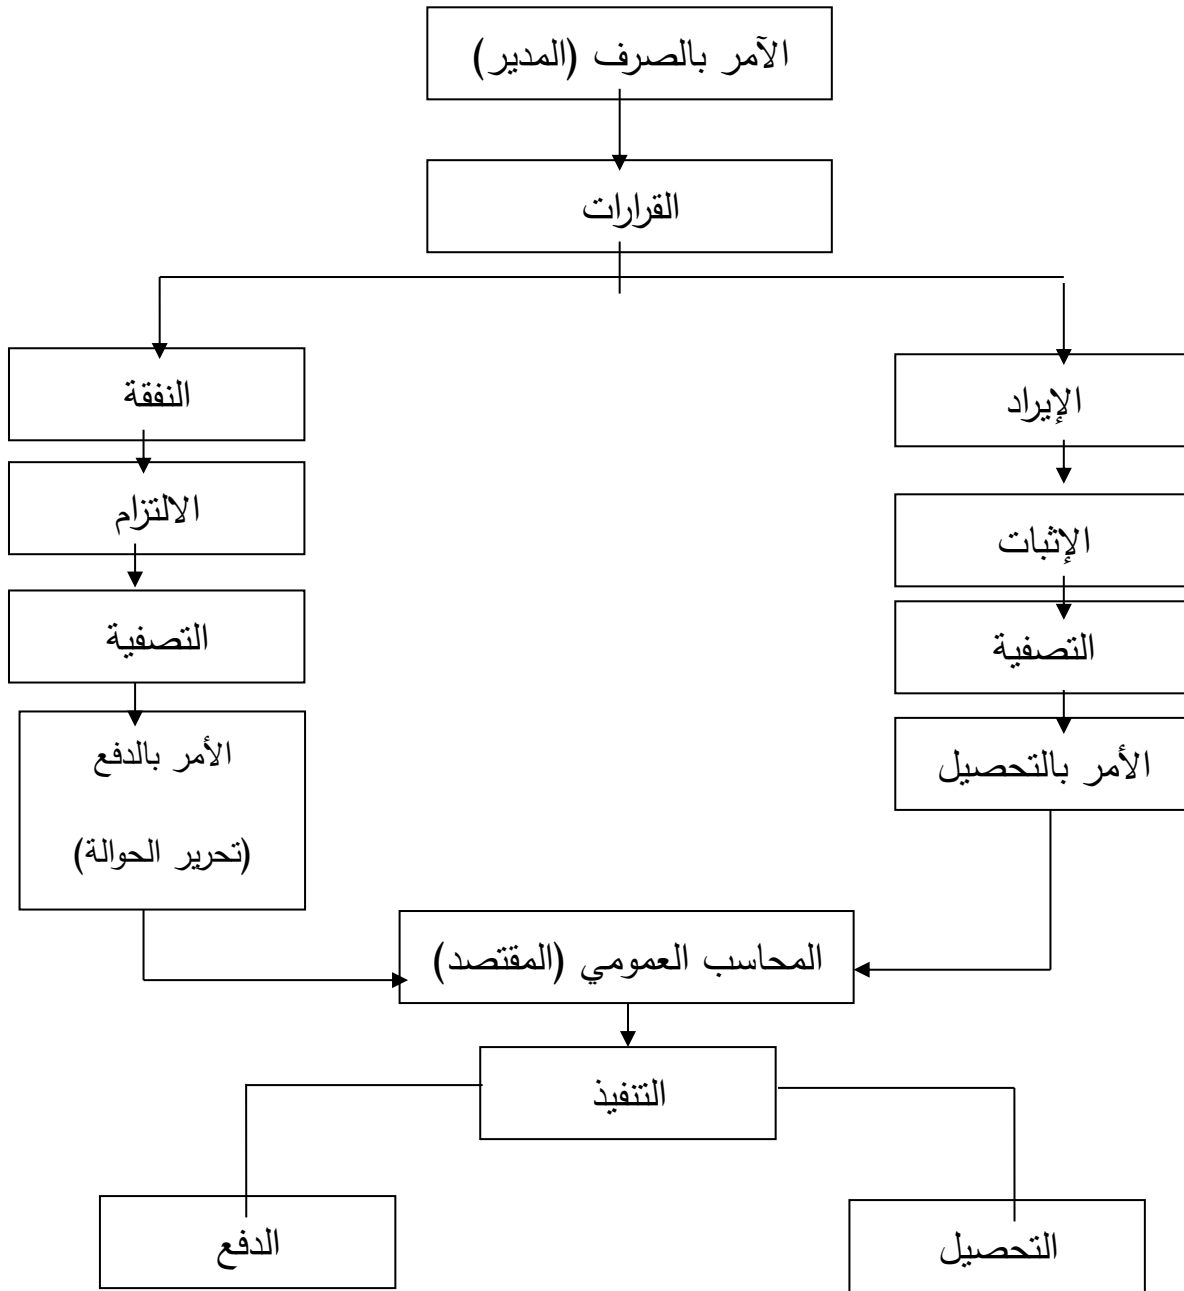 الآمر بالصرف (المدير)
القرارات
الإيراد
النفقة
الإثبات
الالتزام
التصفية
التصفية
الأمر بالتحصيل
الأمر بالدفع
(تحرير الحوالة)
المحاسب العمومي (المقتصد)
التنفيذ
التحصيل
الدفع